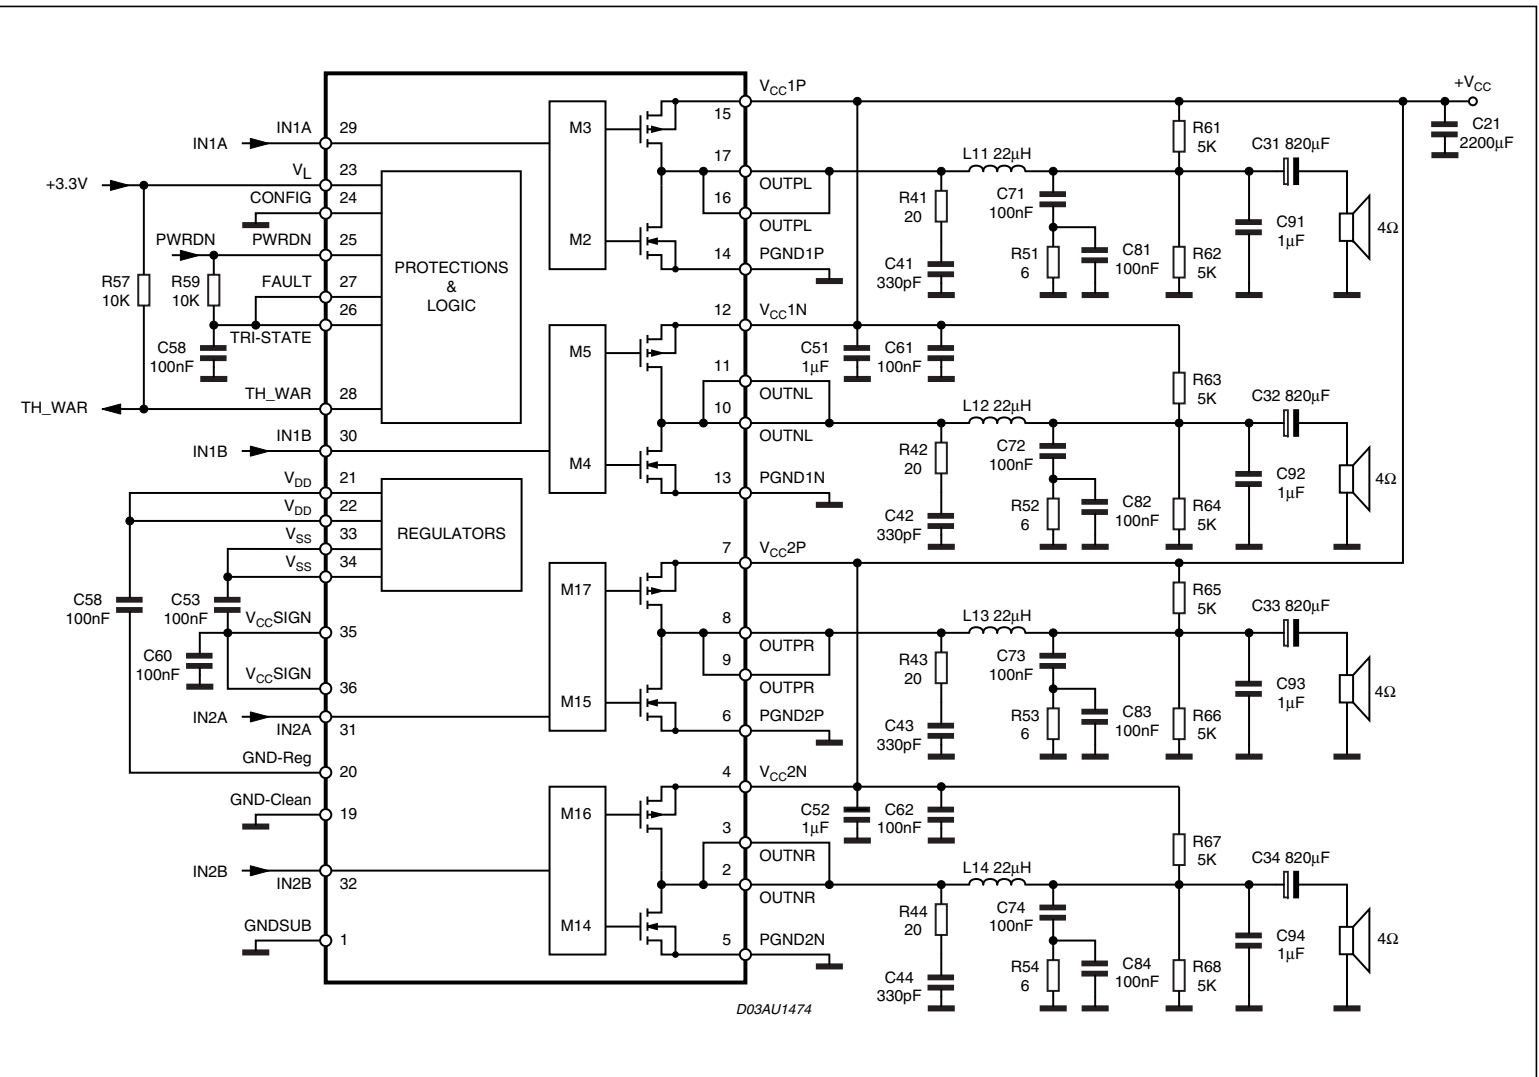 VCC1P
15
M3
IN1A
29
IN1A
VL
23
+3.3V
CONFIG
24
PWRDN
PWRDN
25
FAULT
27
26
TRI-STATE
R57
10K
R59
10K
C58
100nF
TH_WAR
TH_WAR
28
PROTECTIONS
&
LOGIC
M2
17
OUTPL
16
OUTPL
14
PGND1P
R41
20
C41
330pF
L11 22μH
C71
100nF
R51
6
C81
100nF
R61
5K
R62
5K
C31 820μF
C91
1μF
4Ω
+VCC
C21
2200μF
12
VCC1N
M5
C51
1μF
C61
100nF
11
OUTNL
10
OUTNL
IN1B
30
IN1B
M4
13
PGND1N
R42
20
C42
330pF
L12 22μH
C72
100nF
R52
6
C82
100nF
R63
5K
R64
5K
C32 820μF
C92
1μF
4Ω
VDD
21
VDD
22
VSS
33
VSS
34
REGULATORS
C58
100nF
C53
100nF
VCCSIGN
35
C60
100nF
VCCSIGN
36
IN2A
IN2A
31
GND-Reg
20
GND-Clean
19
IN2B
IN2B
32
GNDSUB
1
7
VCC2P
M17
8
OUTPR
9
OUTPR
M15
6
PGND2P
R43
20
C43
330pF
L13 22μH
C73
100nF
R53
6
C83
100nF
R65
5K
R66
5K
C33 820μF
C93
1μF
4Ω
4
VCC2N
M16
C52
1μF
C62
100nF
3
OUTNR
2
OUTNR
M14
5
PGND2N
R44
20
C44
330pF
L14 22μH
C74
100nF
R54
6
C84
100nF
R67
5K
R68
5K
C34 820μF
C94
1μF
4Ω
D03AU1474